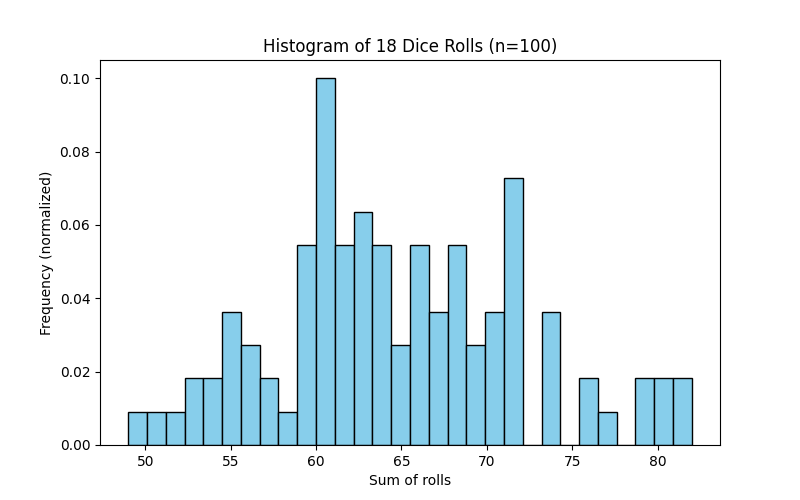 Histogram of 18 Dice Rolls (n=100)
Frequency (normalized)
0.10
0.08
0.06
0.04
0.02
0.00
50 55 60 65 70 75 80
Sum of rolls